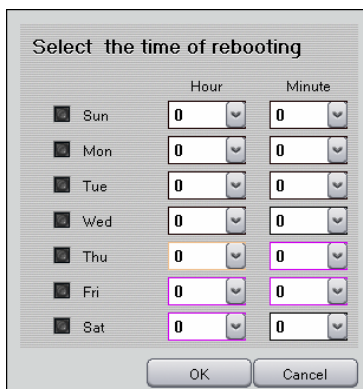 Select the time of rebooting
Hour Minute
Sun 0 0
Mon 0 0
Tue 0 0
Wed 0 0
Thu 0 0
Fri 0 0
Sat 0 0
OK Cancel